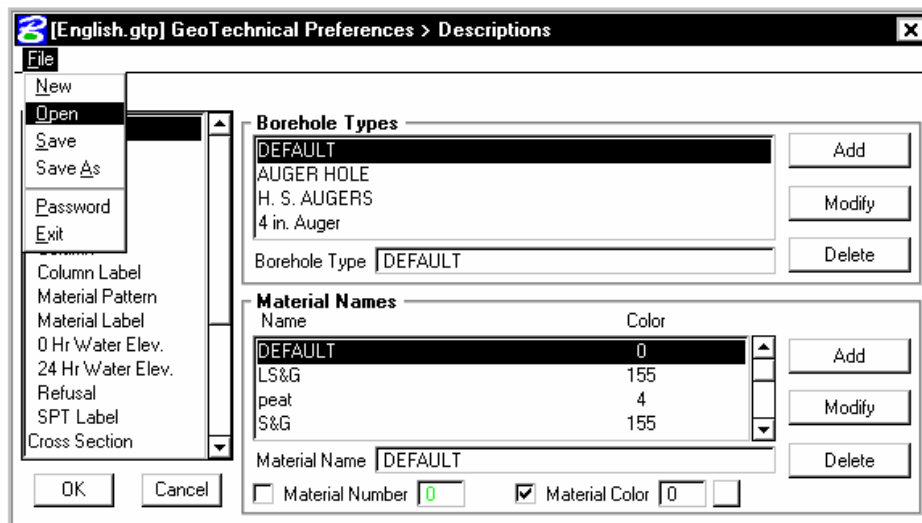 [English.gtp] GeoTechnical Preferences > Descriptions
File
New
Open
Save
Save As
Password
Exit
Column Label
Material Pattern
Material Label
0 Hr Water Elev.
24 Hr Water Elev.
Refusal
SPT Label
Cross Section
OK
Cancel
Borehole Types
DEFAULT
AUGER HOLE
H. S. AUGERS
4 in. Auger
Borehole Type DEFAULT
Add
Modify
Delete
Material Names
Name Color
DEFAULT 0
LS&G 155
peat 4
S&G 155
Material Name DEFAULT
Material Number 0
Material Color 0
Add
Modify
Delete